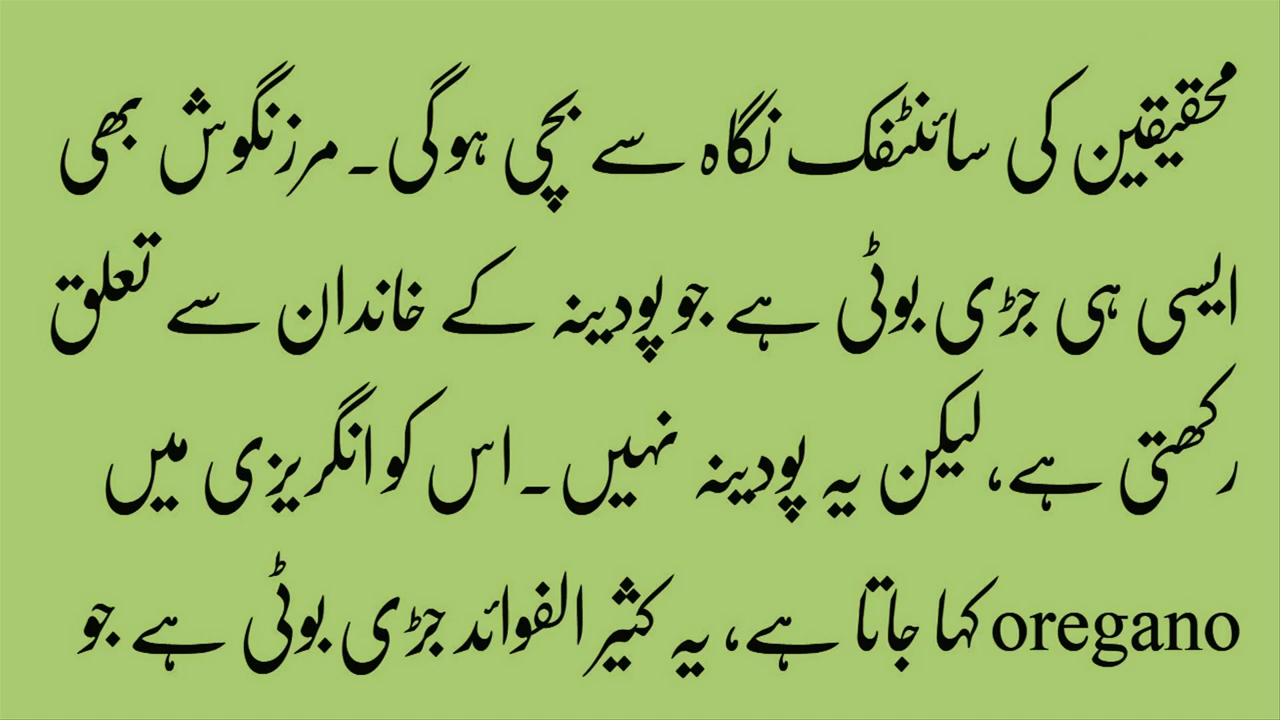 محقیقین کی سائنٹفک نگاہ سے بچی ہوگی۔ مرزنگوش بھی
ایسی ہی جڑی بوٹی ہے جو پودینہ کے خاندان سے تعلق
رکھتی ہے، لیکن یہ پودینہ نہیں۔ اس کو انگریزی میں
oregano کہا جاتا ہے، یہ کثیر الفوائد جڑی بوٹی ہے جو